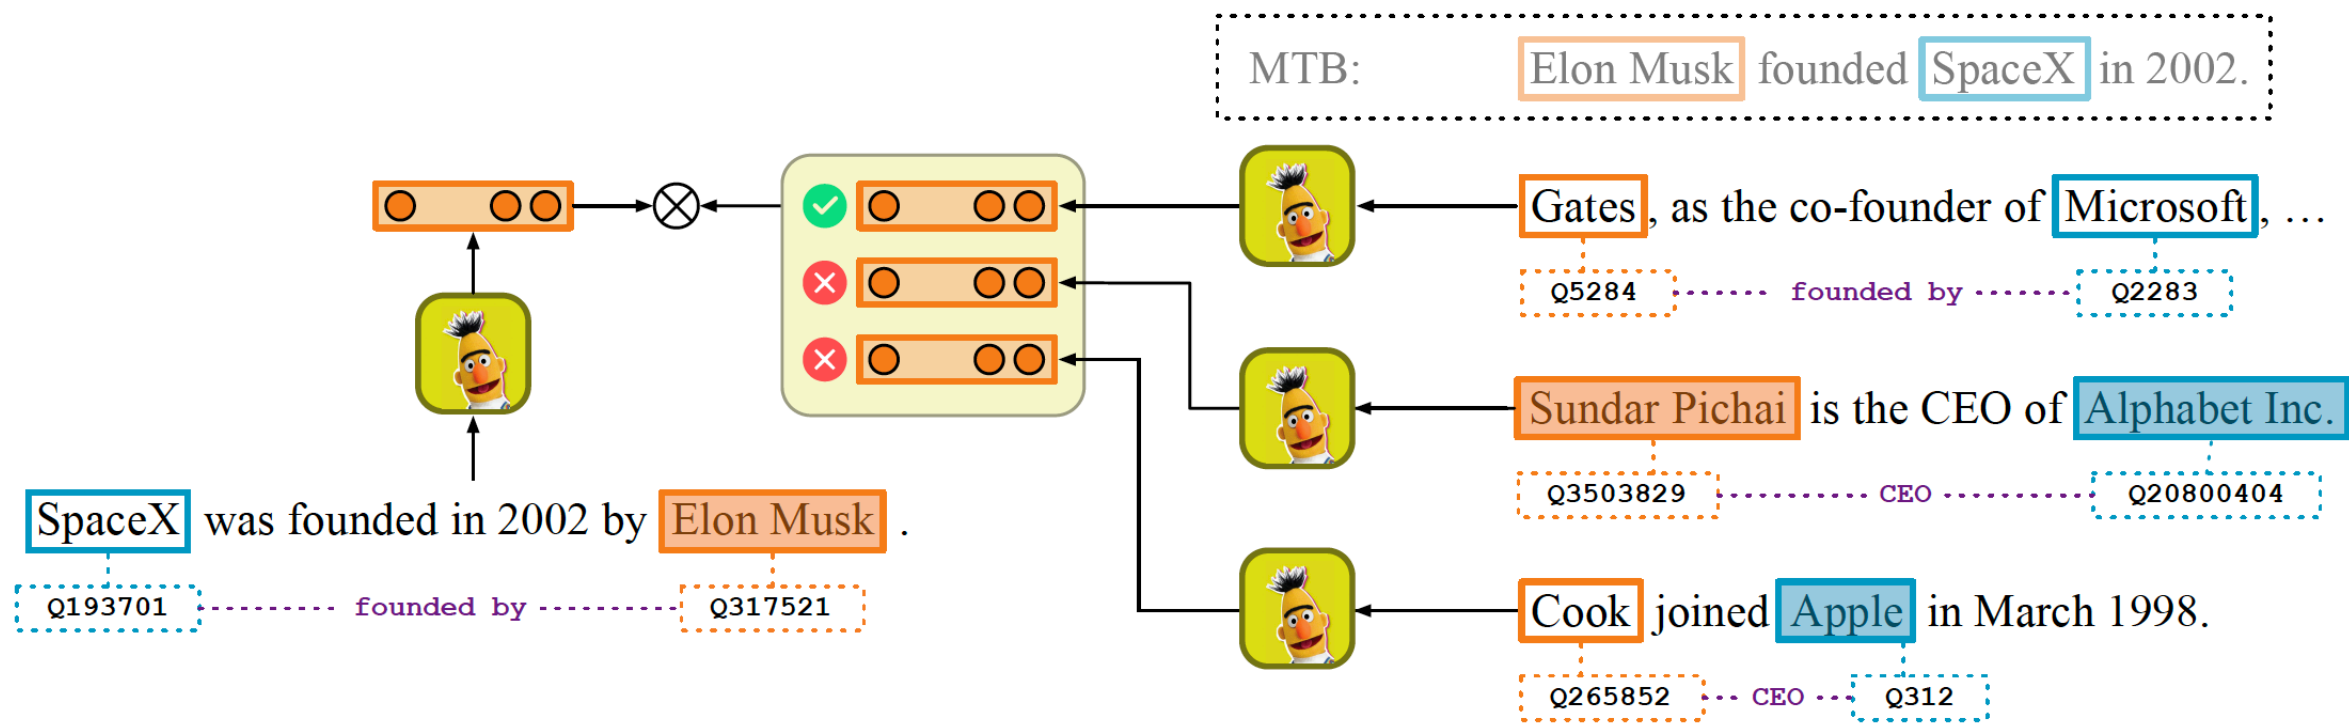 MTB: Elon Musk founded SpaceX in 2002.
Gates, as the co-founder of Microsoft, …
Q5284 founded by Q2283
Sundar Pichai is the CEO of Alphabet Inc.
Q3503829 CEO Q20800404
SpaceX was founded in 2002 by Elon Musk.
Q193701 founded by Q317521
Cook joined Apple in March 1998.
Q265852 CEO Q312